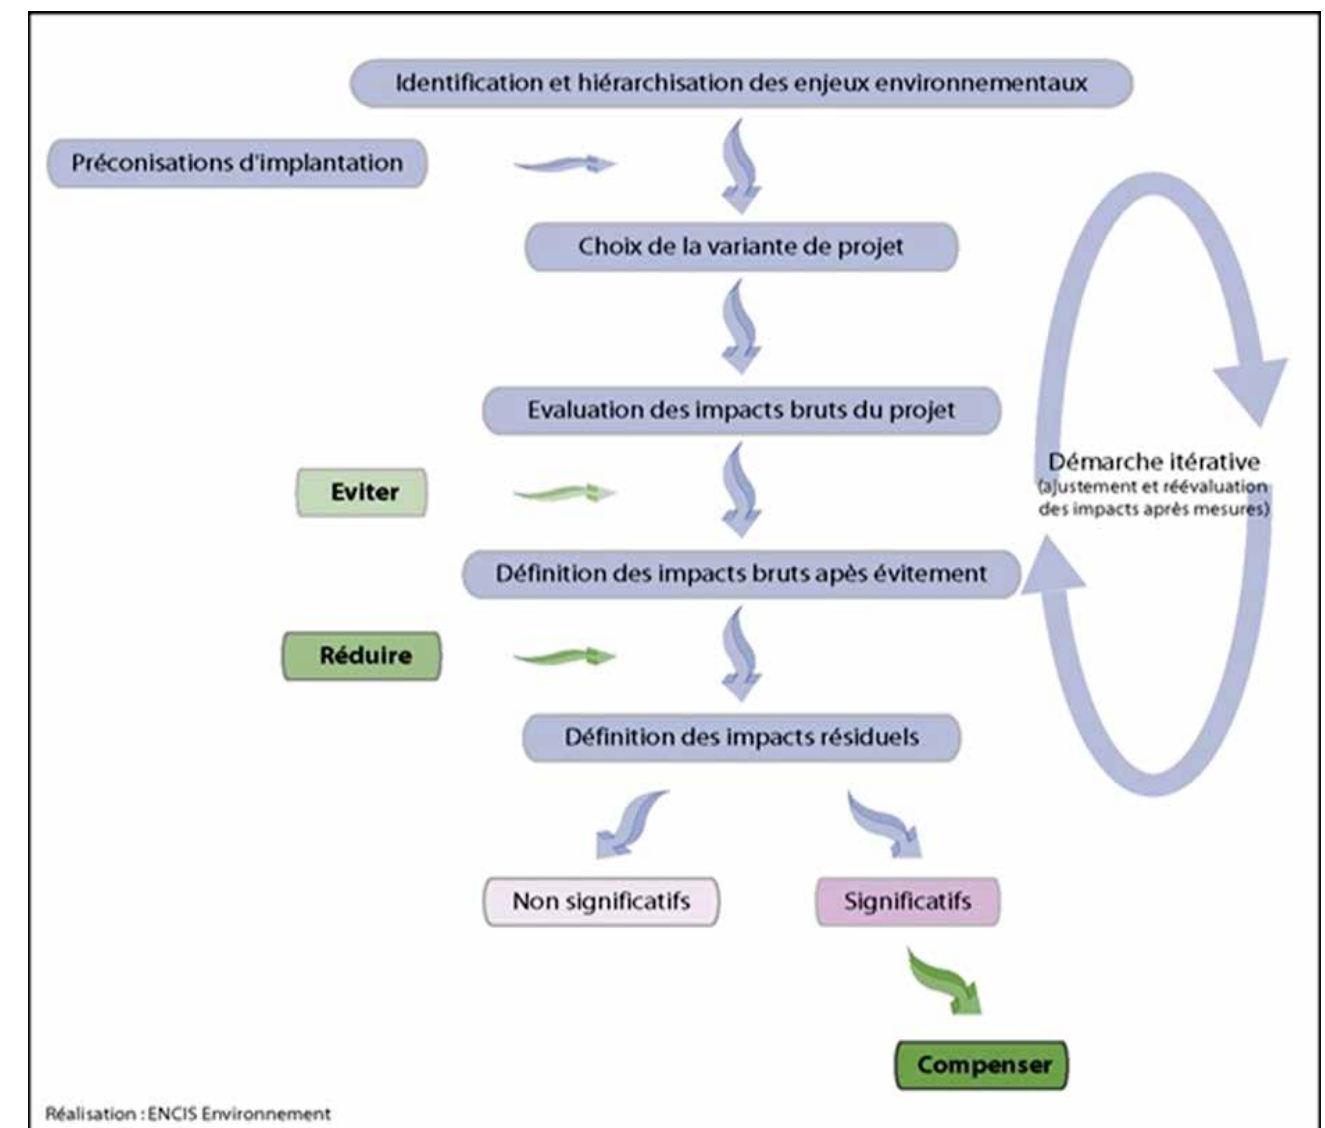 Identification et hiérarchisation des enjeux environnementaux
Préconisations d'implantation
Choix de la variante de projet
Evaluation des impacts bruts du projet
Démarche itérative
(ajustement et réévaluation
des impacts après mesures)
Eviter
Définition des impacts bruts apès évitement
Réduire
Définition des impacts résiduels
Non significatifs
Significatifs
Compenser
Réalisation : ENCIS Environnement